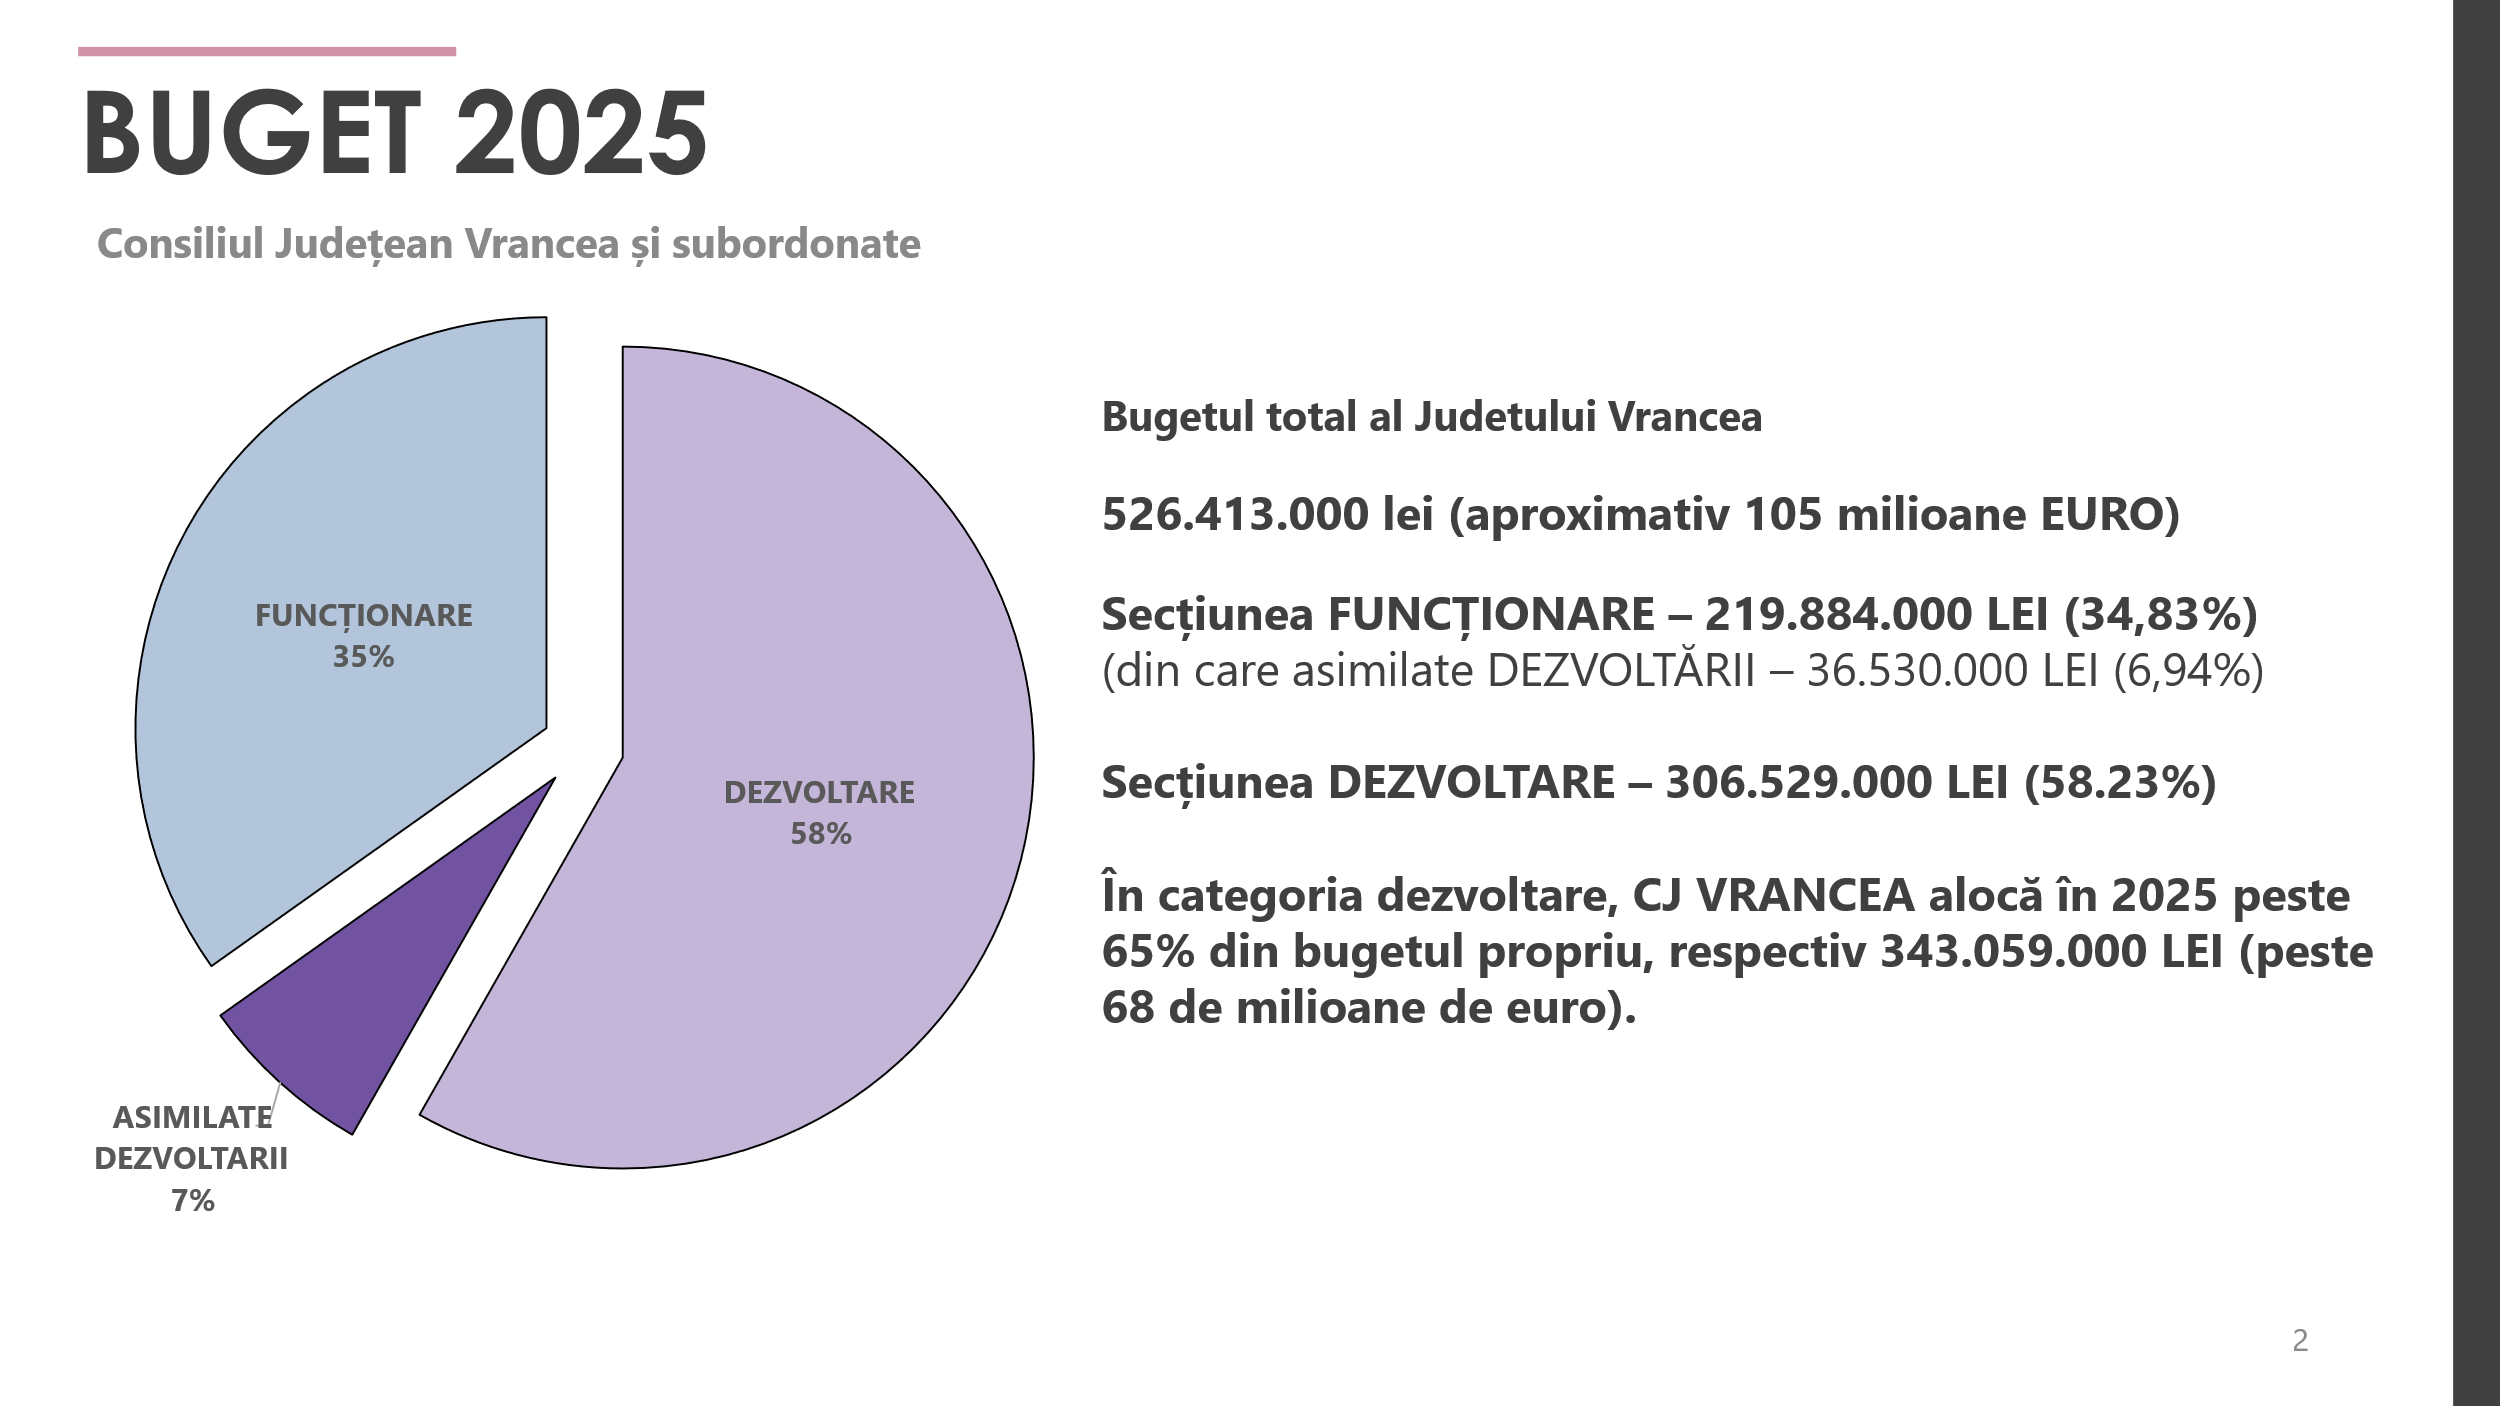 BUGET 2025
Consiliul Județean Vrancea și subordonate
FUNCȚIONARE
35%
DEZVOLTARE
58%
ASIMILATE
DEZVOLTARII
7%
Bugetul total al Judetului Vrancea
526.413.000 lei (aproximativ 105 milioane EURO)
Secțiunea FUNCȚIONARE – 219.884.000 LEI (34,83%)
(din care asimilate DEZVOLTĂRII – 36.530.000 LEI (6,94%)
Secțiunea DEZVOLTARE – 306.529.000 LEI (58.23%)
În categoria dezvoltare, CJ VRANCEA alocă în 2025 peste
65% din bugetul propriu, respectiv 343.059.000 LEI (peste
68 de milioane de euro).
2